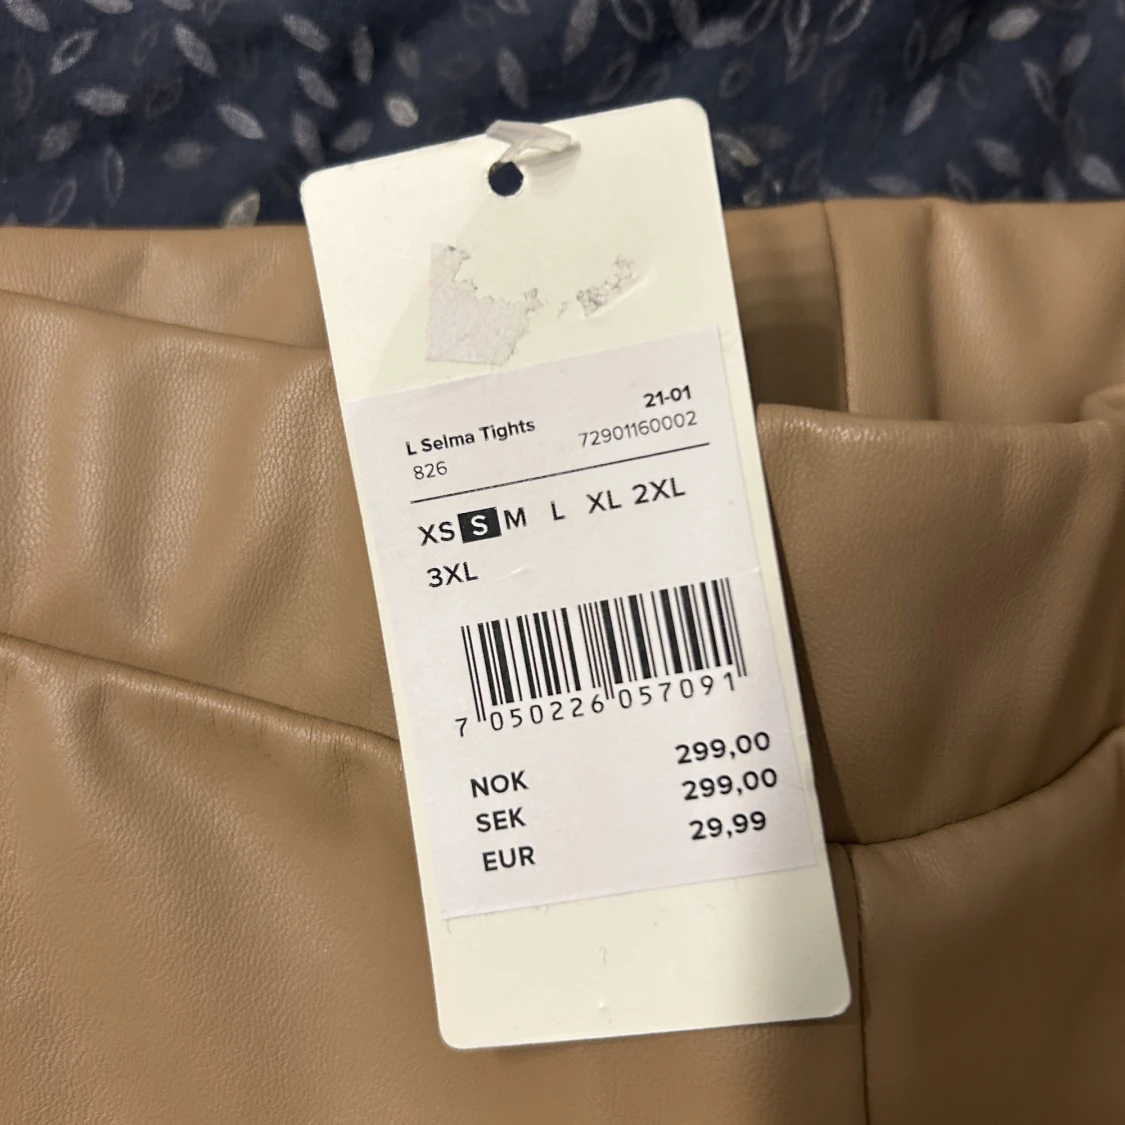 L Selma Tights 21-01
826 72901160002
XS S M L XL 2XL
3XL
7 050226 057091
NOK 299,00
SEK 299,00
EUR 29,99